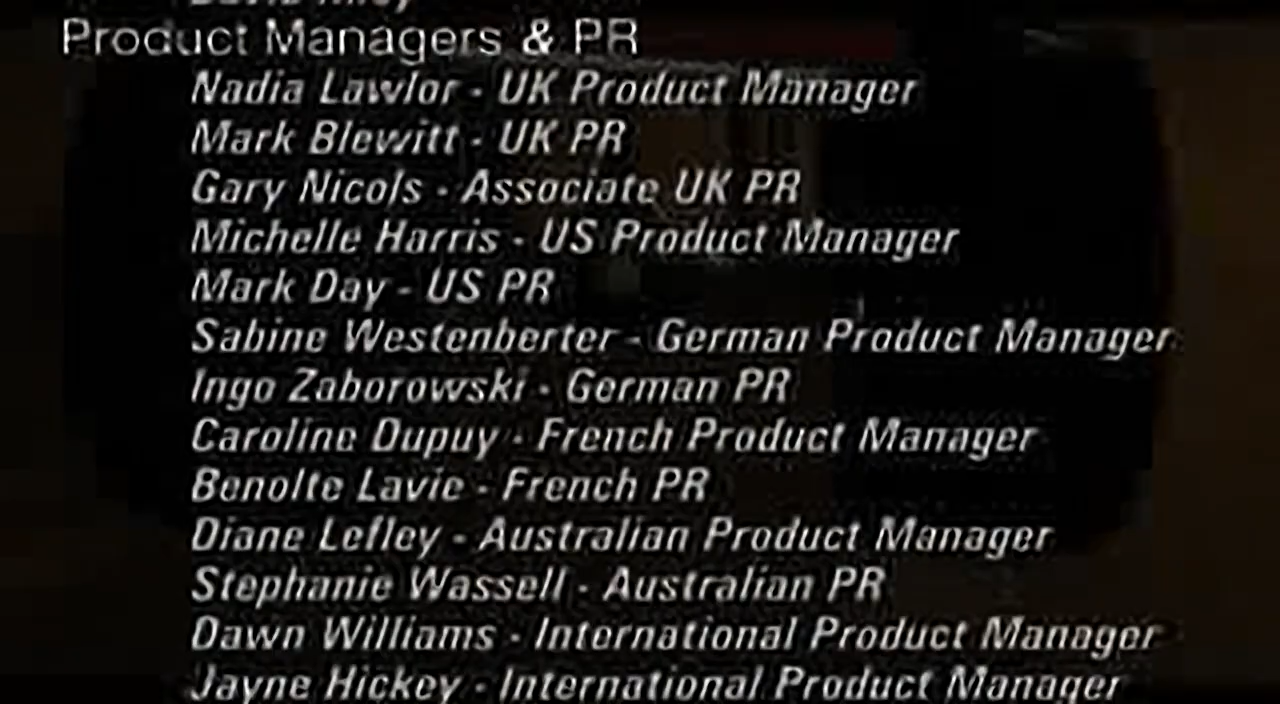 Product Managers & PR
Nadia Lawlor - UK Product Manager
Mark Blewitt - UK PR
Gary Nicols - Associate UK PR
Michelle Harris - US Product Manager
Mark Day - US PR
Sabine Westenberter - German Product Manager
Ingo Zaborowski - German PR
Caroline Dupuy - French Product Manager
Benolte Lavie - French PR
Diane Lefley - Australian Product Manager
Stephanie Wassell - Australian PR
Dawn Williams - International Product Manager
Jayne Hickey - International Product Manager